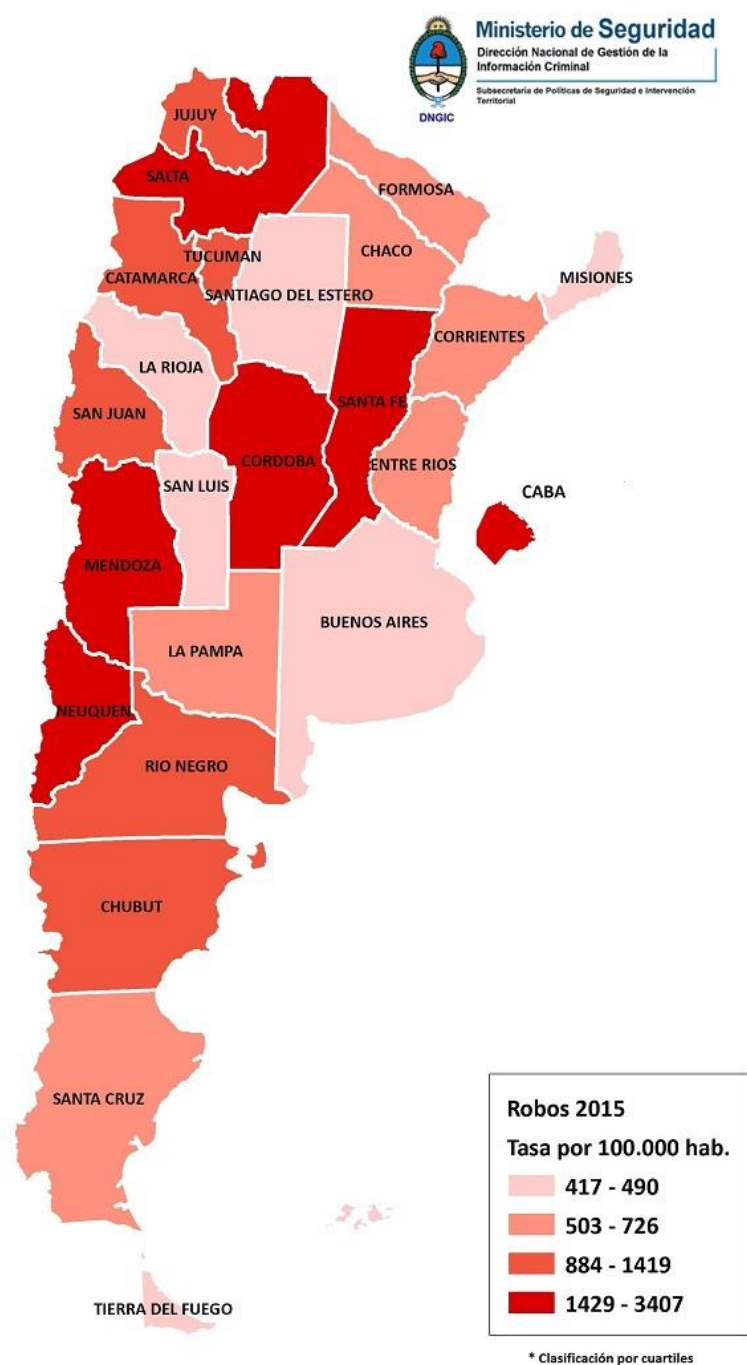 Ministerio de Seguridad
Dirección Nacional de Gestión de la
Información Criminal
Subsecretaría de Políticas de Seguridad e Intervención
Territorial
DNGIC
JUJUY
SALTA
FORMOSA
CHACO
TUCUMAN
CATAMARCA
SANTIAGO DEL ESTERO
MISIONES
CORRIENTES
LA RIOJA
SAN JUAN
SANTA FE
CORDOBA
ENTRE RIOS
SAN LUIS
CABA
MENDOZA
BUENOS AIRES
LA PAMPA
NEUQUEN
RIO NEGRO
CHUBUT
SANTA CRUZ
TIERRA DEL FUEGO
Robos 2015
Tasa por 100.000 hab.
417 - 490
503 - 726
884 - 1419
1429 - 3407
* Clasificación por cuartiles